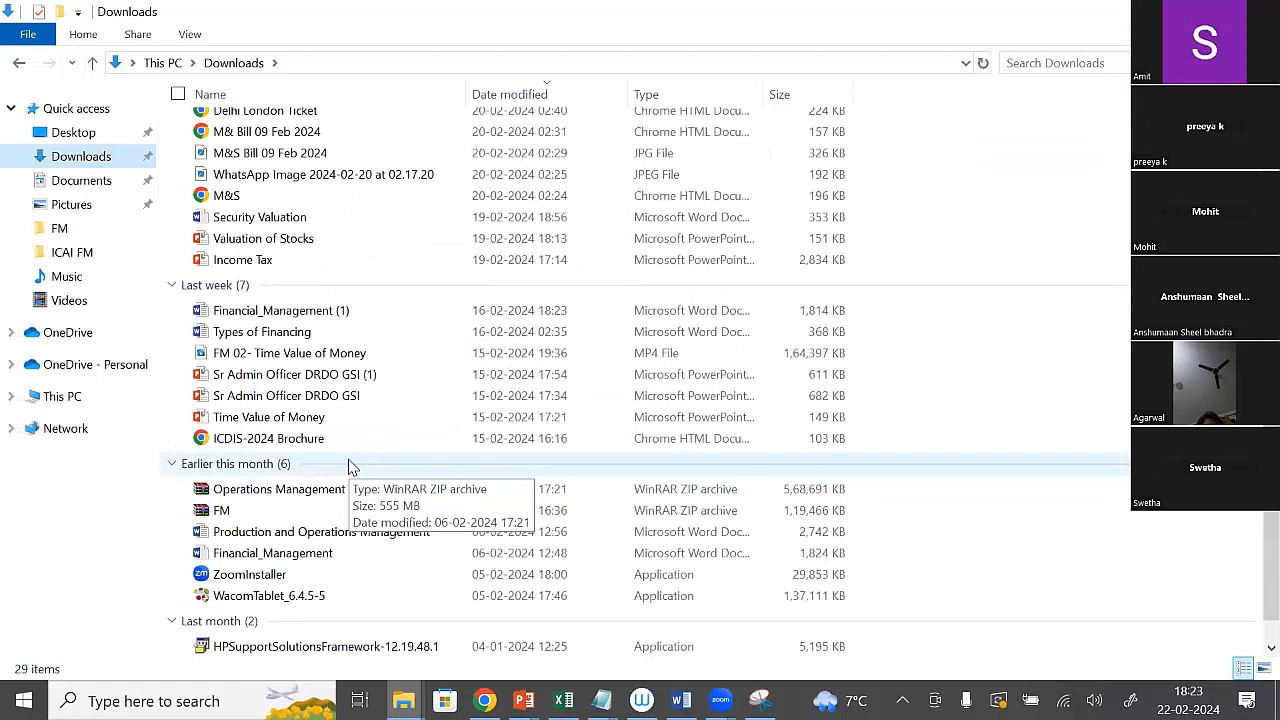 Downloads
File Home Share View
This PC Downloads Search Downloads
Name Date modified Type Size
Quick access
Desktop
Downloads
Documents
Pictures
FM
ICAI FM
Music
Videos
OneDrive
OneDrive - Personal
This PC
Network
Delhi London Ticket 20-02-2024 02:40 Chrome HTML Docu... 224 KB
M& Bill 09 Feb 2024 20-02-2024 02:31 Chrome HTML Docu... 157 KB
M&S Bill 09 Feb 2024 20-02-2024 02:29 JPG File 326 KB
WhatsApp Image 2024-02-20 at 02.17.20 20-02-2024 02:25 JPEG File 192 KB
M&S 20-02-2024 02:24 Chrome HTML Docu... 196 KB
Security Valuation 19-02-2024 18:56 Microsoft Word Doc... 353 KB
Valuation of Stocks 19-02-2024 18:13 Microsoft PowerPoint... 151 KB
Income Tax 19-02-2024 17:14 Microsoft PowerPoint... 2,834 KB
Last week (7)
Financial_Management (1) 16-02-2024 18:23 Microsoft Word Doc... 1,814 KB
Types of Financing 16-02-2024 02:35 Microsoft Word Doc... 368 KB
FM 02- Time Value of Money 15-02-2024 19:36 MP4 File 1,64,397 KB
Sr Admin Officer DRDO GSI (1) 15-02-2024 17:54 Microsoft PowerPoint... 611 KB
Sr Admin Officer DRDO GSI 15-02-2024 17:34 Microsoft PowerPoint... 682 KB
Time Value of Money 15-02-2024 17:21 Microsoft PowerPoint... 149 KB
ICDIS-2024 Brochure 15-02-2024 16:16 Chrome HTML Docu... 103 KB
Earlier this month (6)
Operations Management 17:21 WinRAR ZIP archive 5,68,691 KB
Type: WinRAR ZIP archive
Size: 555 MB
Date modified: 06-02-2024 17:21
FM 16:36 WinRAR ZIP archive 1,19,466 KB
Production and Operations Management 12:56 Microsoft Word Doc... 2,742 KB
Financial_Management 06-02-2024 12:48 Microsoft Word Doc... 1,824 KB
ZoomInstaller 05-02-2024 18:00 Application 29,853 KB
WacomTablet_6.4.5-5 05-02-2024 17:46 Application 1,37,111 KB
Last month (2)
HPSupportSolutionsFramework-12.19.48.1 04-01-2024 12:25 Application 5,195 KB
29 items
S
Amit
preeya k
preeya k
Mohit
Mohit
Anshumaan Sheel...
Anshumaan Sheel bhadra
Agarwal
Swetha
Swetha
Type here to search
zoom
7°C
18:23
22-02-2024